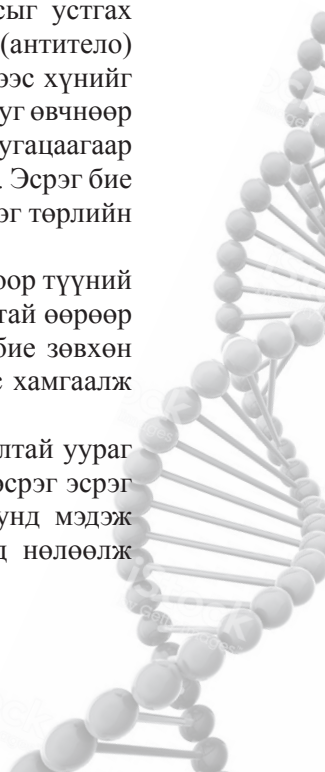 сыг устгах
(антитело)
ээс хүнийг
уг өвчнөөр
угацаагаар
. Эсрэг бие
эг төрлийн
оор түүний
тай өөрөөр
бие зөвхөн
с хамгаалж
лтай уураг
эсрэг эсрэг
унд мэдэж
д нөлөөлж